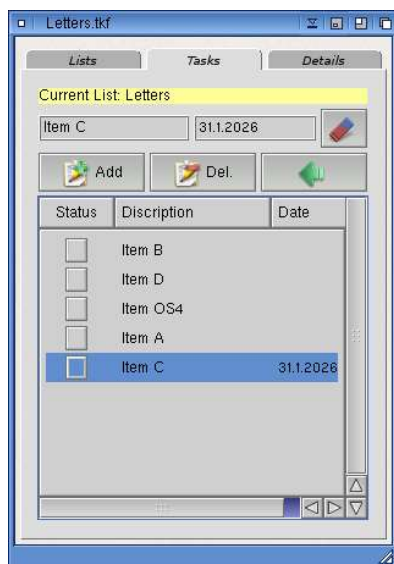 Letters.tkf
Lists Tasks Details
Current List: Letters
Item C 31.1.2026
Add Del.
Status Discription Date
Item B
Item D
Item OS4
Item A
Item C 31.1.2026